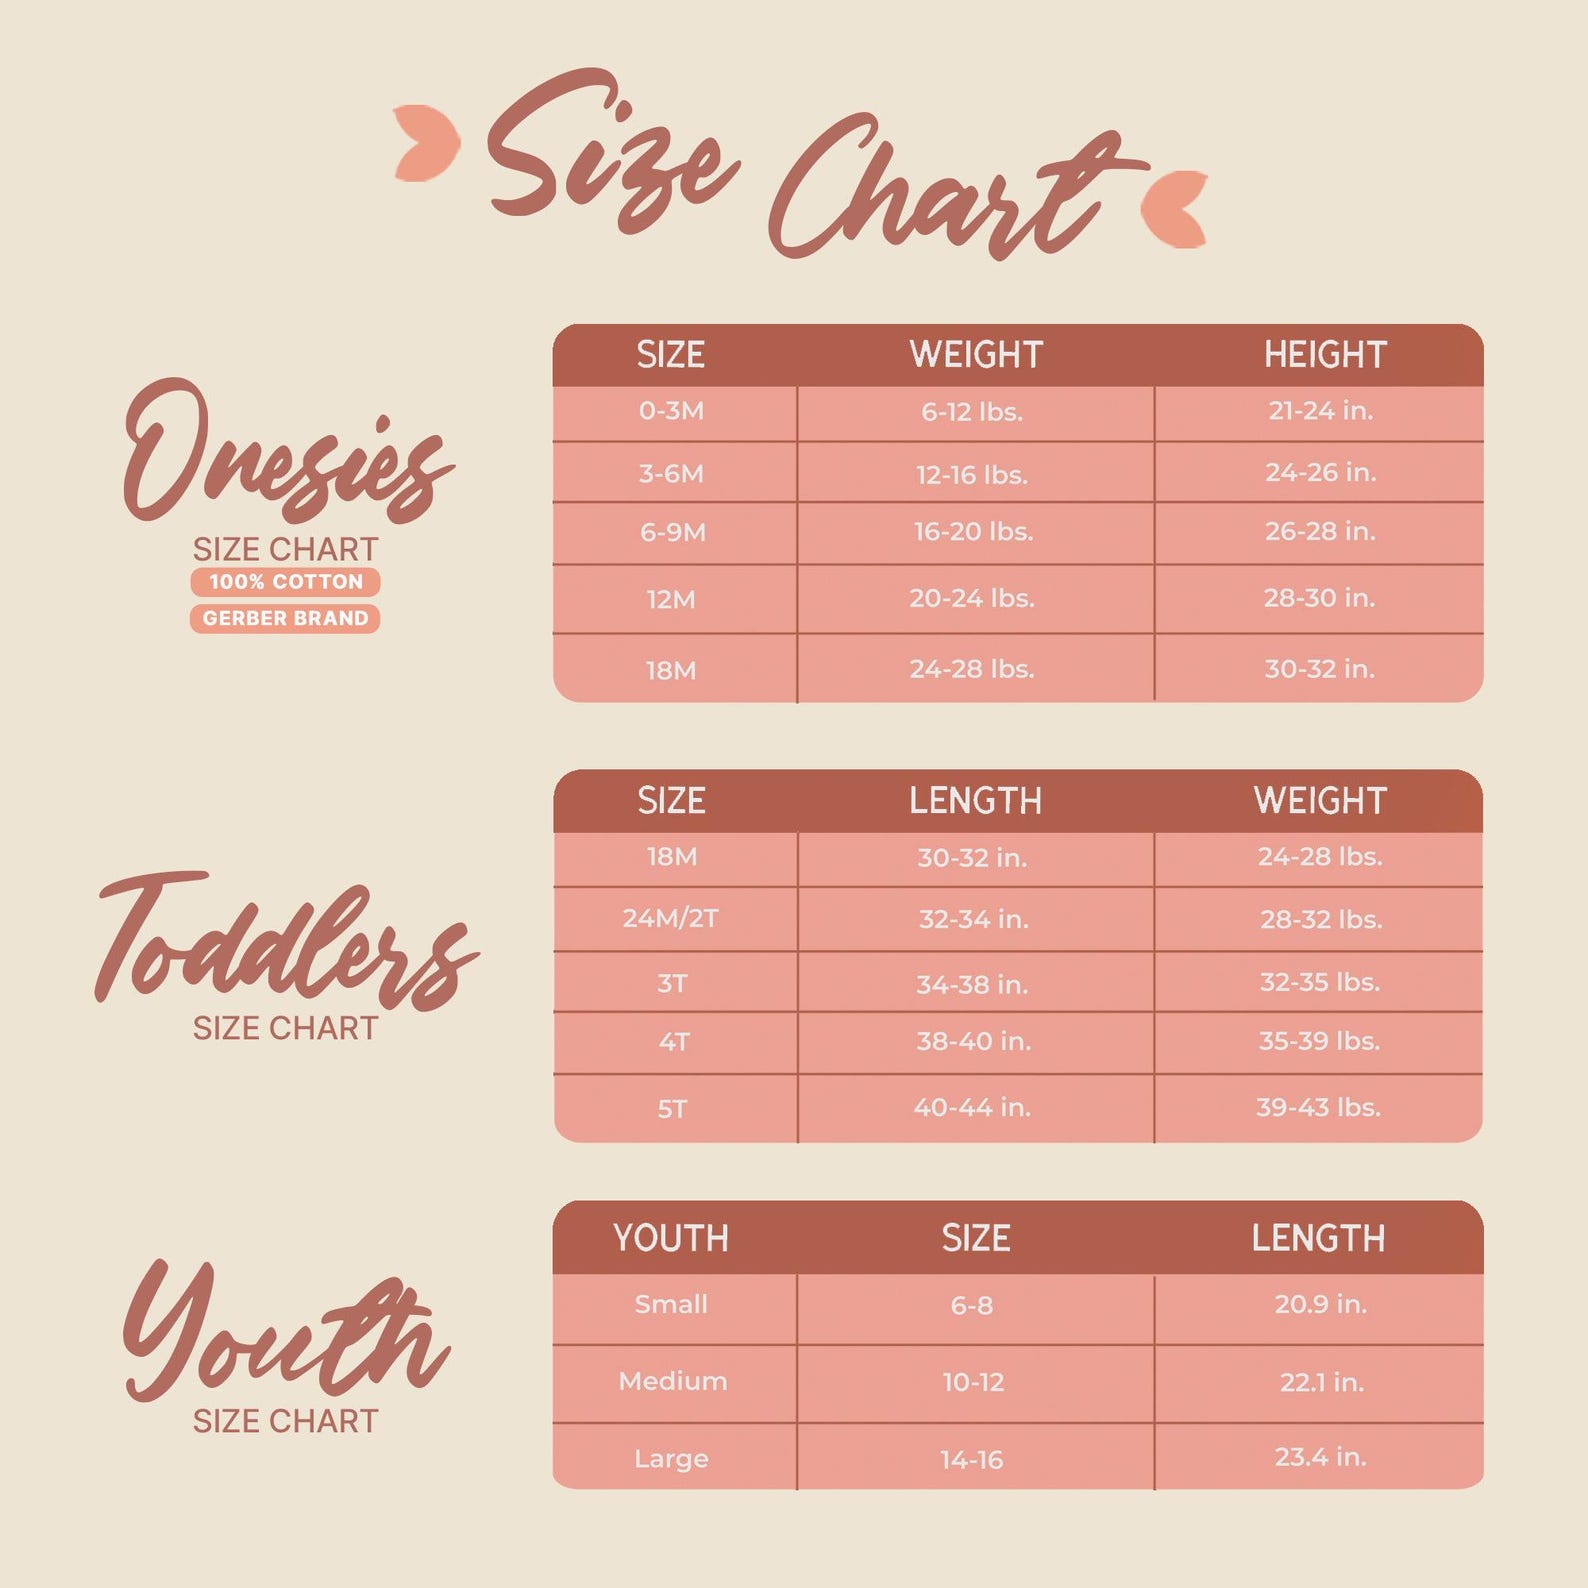 Size Chart
Onesies
SIZE CHART
100% COTTON
GERBER BRAND
SIZE WEIGHT HEIGHT
0-3M 6-12 lbs. 21-24 in.
3-6M 12-16 lbs. 24-26 in.
6-9M 16-20 lbs. 26-28 in.
12M 20-24 lbs. 28-30 in.
18M 24-28 lbs. 30-32 in.
Toddlers
SIZE CHART
SIZE LENGTH WEIGHT
18M 30-32 in. 24-28 lbs.
24M/2T 32-34 in. 28-32 lbs.
3T 34-38 in. 32-35 lbs.
4T 38-40 in. 35-39 lbs.
5T 40-44 in. 39-43 lbs.
Youth
SIZE CHART
YOUTH SIZE LENGTH
Small 6-8 20.9 in.
Medium 10-12 22.1 in.
Large 14-16 23.4 in.